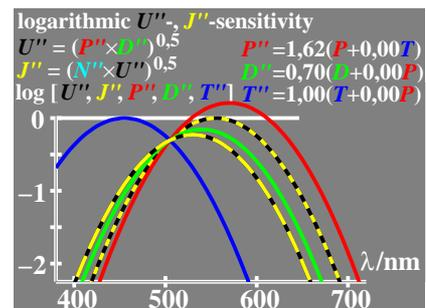 logarithmic U"-, J"-sensitivity
U" = (P"×D")^0,5 P"=1,62(P+0,00T)
J" = (N"×U")^0,5 D"=0,70(D+0,00P)
log [ U", J", P", D", T"] T"=1,00(T+0,00P)
0
−1
−2
λ/nm
400 500 600 700